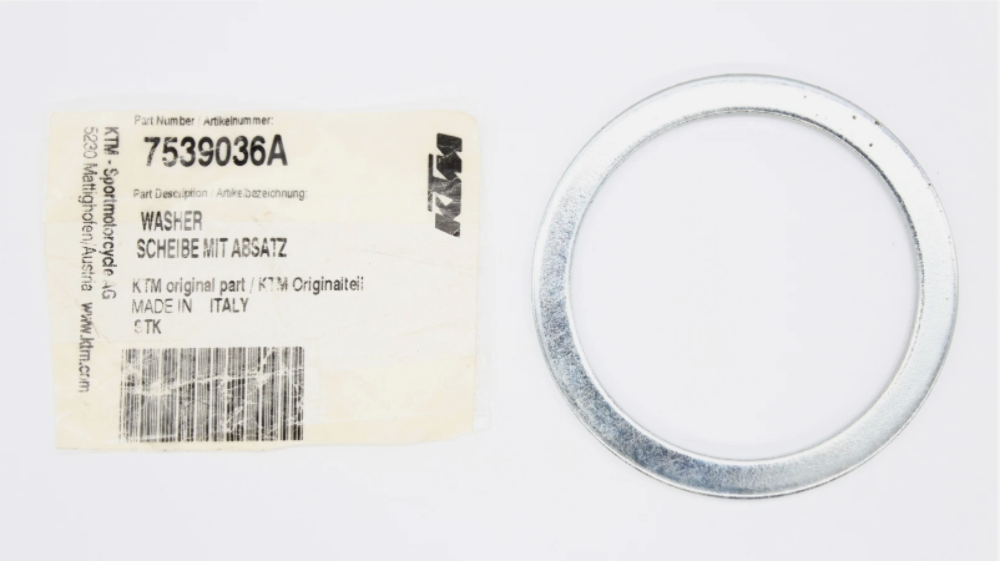 Part Number / Artikelnummer:
7539036A
Part Description / Artikelbezeichnung:
WASHER
SCHEIBE MIT ABSATZ
KTM original part / KTM-Originalteil
MADE IN ITALY
STK
KTM
KTM - Sportmotorcycle AG
5230 Mattighofen/Austria www.ktm.com